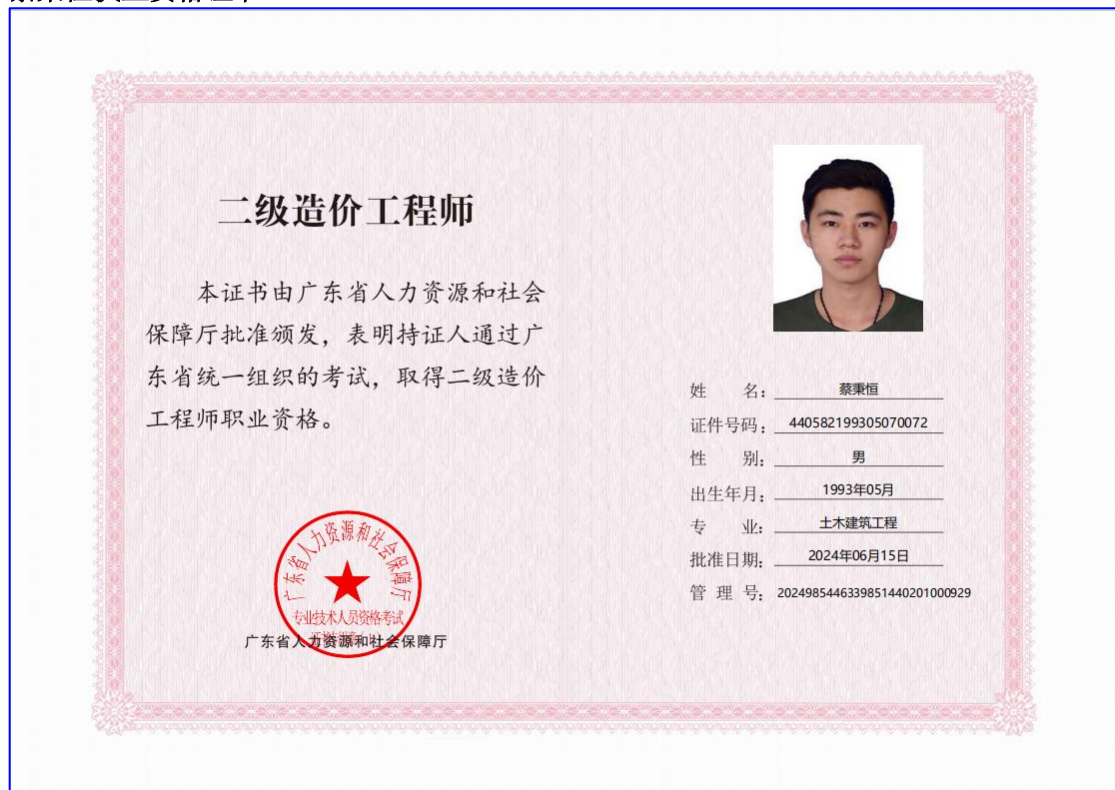 二级造价工程师
本证书由广东省人力资源和社会
保障厅批准颁发，表明持证人通过广
东省统一组织的考试，取得二级造价
工程师职业资格。
姓 名：蔡秉恒
证件号码：440582199305070072
性 别：男
出生年月：1993年05月
专 业：土木建筑工程
批准日期：2024年06月15日
管 理 号：20249854463398514402010009​29
广东省人力资源和社会保障厅
专业技术人员资格考试
广东省人力资源和社会保障厅